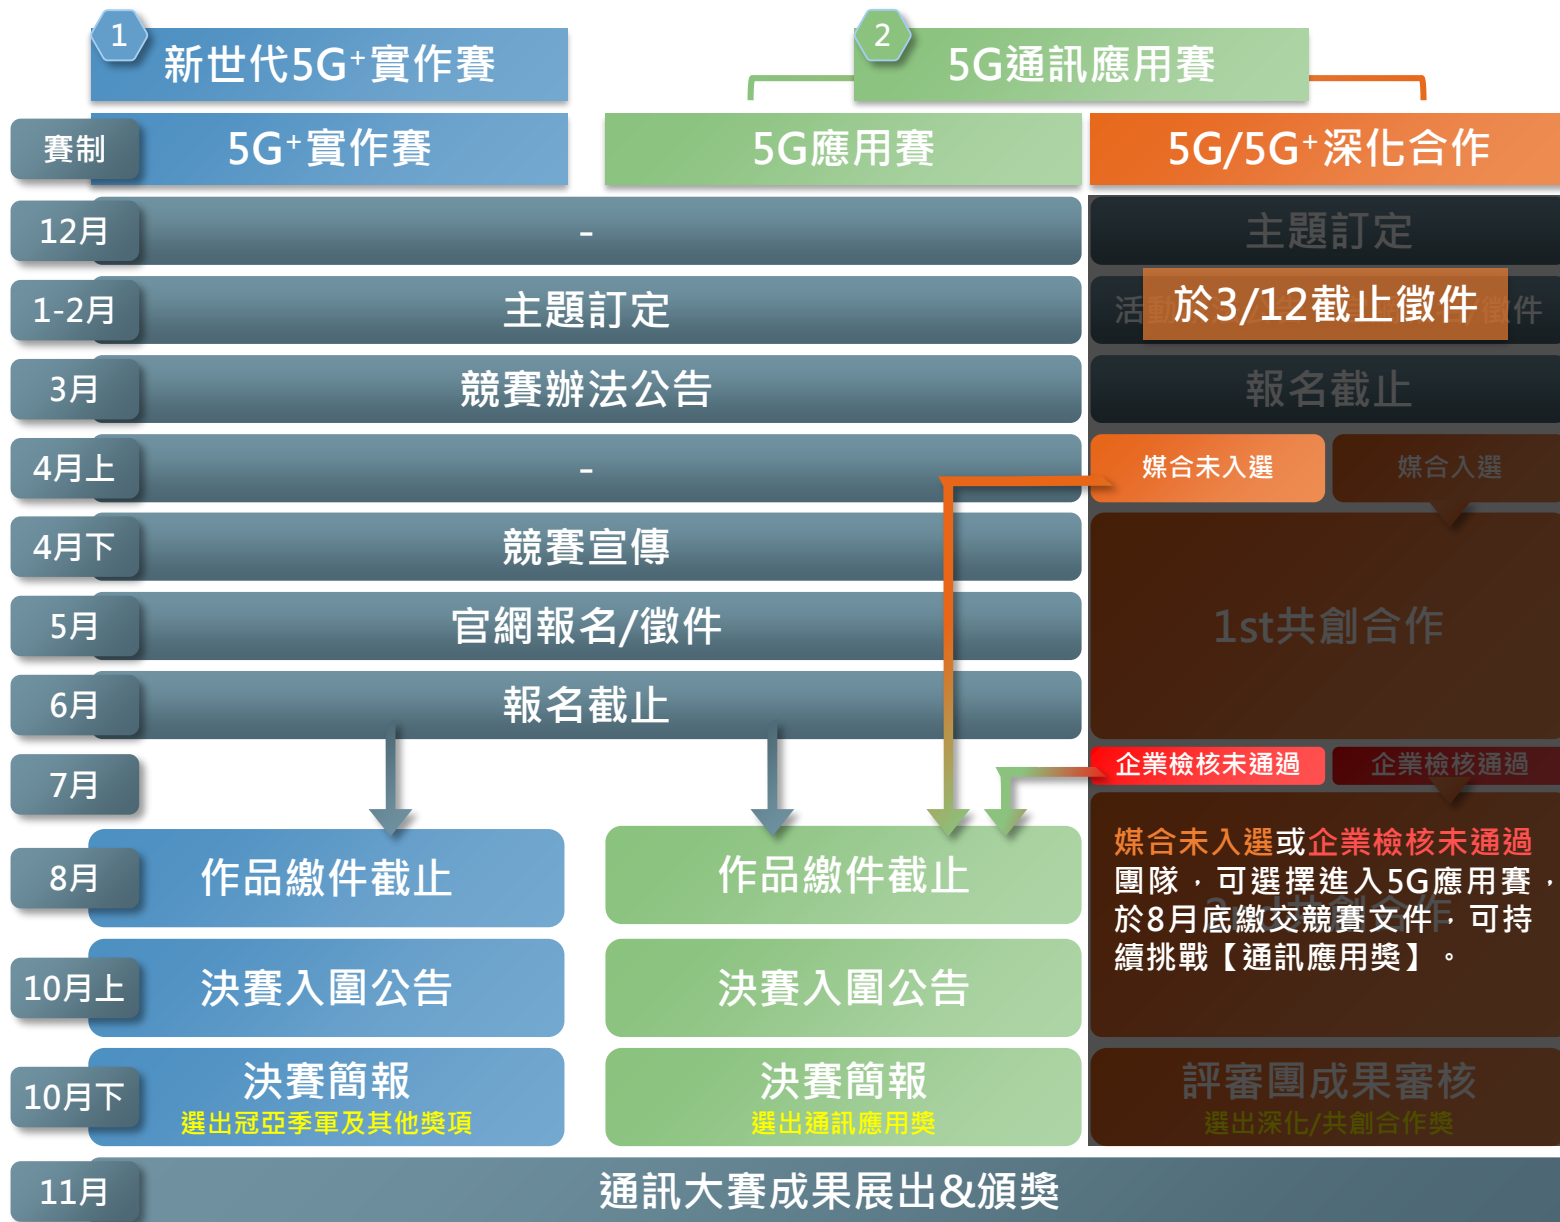 1
新世代5G⁺實作賽
2
5G通訊應用賽
賽制
5G⁺實作賽
5G應用賽
5G/5G⁺深化合作
12月
-
主題訂定
1-2月
主題訂定
於3/12截止徵件
3月
競賽辦法公告
報名截止
4月上
-
媒合未入選
媒合入選
4月下
競賽宣傳
5月
官網報名/徵件
1st共創合作
6月
報名截止
7月
企業檢核未通過
企業檢核通過
8月
作品繳件截止
作品繳件截止
媒合未入選或企業檢核未通過
團隊，可選擇進入5G應用賽，
於8月底繳交競賽文件，可持
續挑戰【通訊應用獎】。
10月上
決賽入圍公告
決賽入圍公告
10月下
決賽簡報
選出冠亞季軍及其他獎項
決賽簡報
選出通訊應用獎
評審團成果審核
選出深化/共創合作獎
11月
通訊大賽成果展出&頒獎